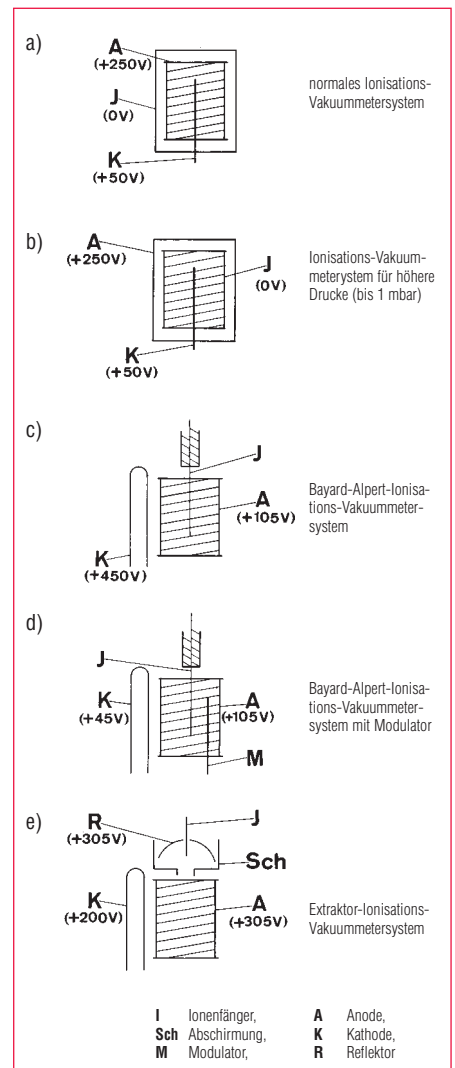 a)
A
(+250V)
J
(0V)
K
(+50V)
normales Ionisations-
Vakuummetersystem
b)
A
(+250V)
J
(0V)
K
(+50V)
Ionisations-Vakuum-
meterystem für höhere
Drucke (bis 1 mbar)
c)
J
A
(+105V)
K
(+450V)
Bayard-Alpert-Ionisa-
tions-Vakuummeter-
system
d)
J
K
(+45V)
A
(+105V)
M
Bayard-Alpert-Ionisa-
tions-Vakuummeter-
system mit Modulator
e)
R
(+305V)
J
Sch
K
(+200V)
A
(+305V)
Extraktor-Ionisations-
Vakuummetersystem
I Ionenfänger, A Anode,
Sch Abschirmung, K Kathode,
M Modulator, R Reflektor